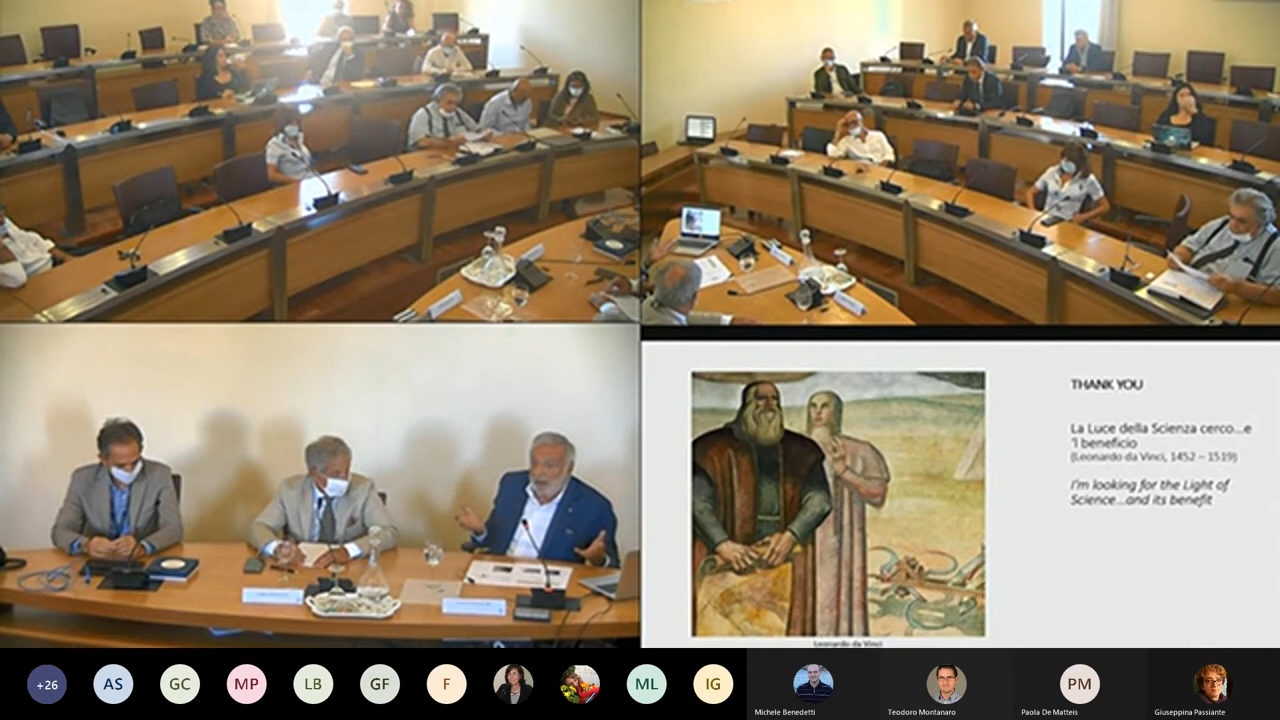 THANK YOU
La Luce della Scienza cerco...e
'l beneficio
(Leonardo da Vinci, 1452 – 1519)
I'm looking for the Light of
Science...and its benefit
Leonardo da Vinci
+26
AS
GC
MP
LB
GF
F
ML
IG
PM
Michele Benedetti
Teodoro Montanaro
Paola De Matteis
Giuseppina Passiante